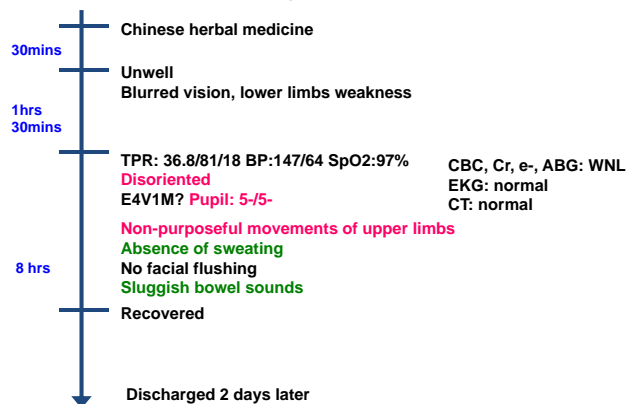 Chinese herbal medicine
30mins
Unwell
Blurred vision, lower limbs weakness
1hrs
30mins
TPR: 36.8/81/18 BP:147/64 SpO2:97%
Disoriented
E4V1M? Pupil: 5-/5-
CBC, Cr, e-, ABG: WNL
EKG: normal
CT: normal
Non-purposeful movements of upper limbs
Absence of sweating
No facial flushing
Sluggish bowel sounds
8 hrs
Recovered
Discharged 2 days later